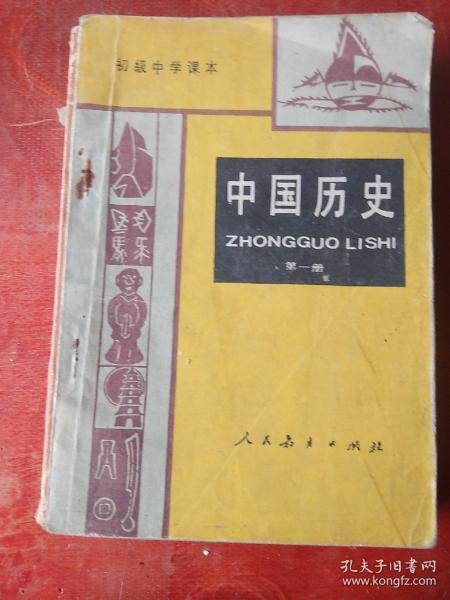 初级中学课本
中国历史
ZHONGGUO LISHI
第一册
人民教育出版社
孔夫子旧书网
www.kongfz.com